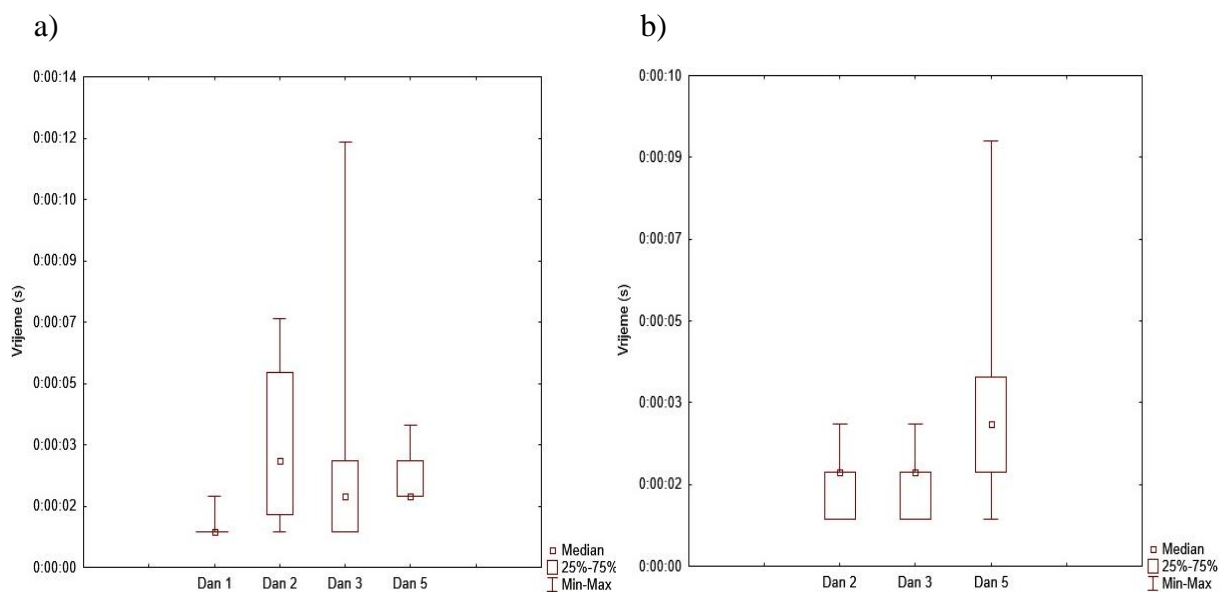 a)
0:00:14
0:00:12
0:00:10
0:00:09
0:00:07
0:00:05
0:00:03
0:00:02
0:00:00
Vrijeme (s)
Dan 1 Dan 2 Dan 3 Dan 5
Median
25%-75%
Min-Max
b)
0:00:10
0:00:09
0:00:07
0:00:05
0:00:03
0:00:02
0:00:00
Vrijeme (s)
Dan 2 Dan 3 Dan 5
Median
25%-75%
Min-Max